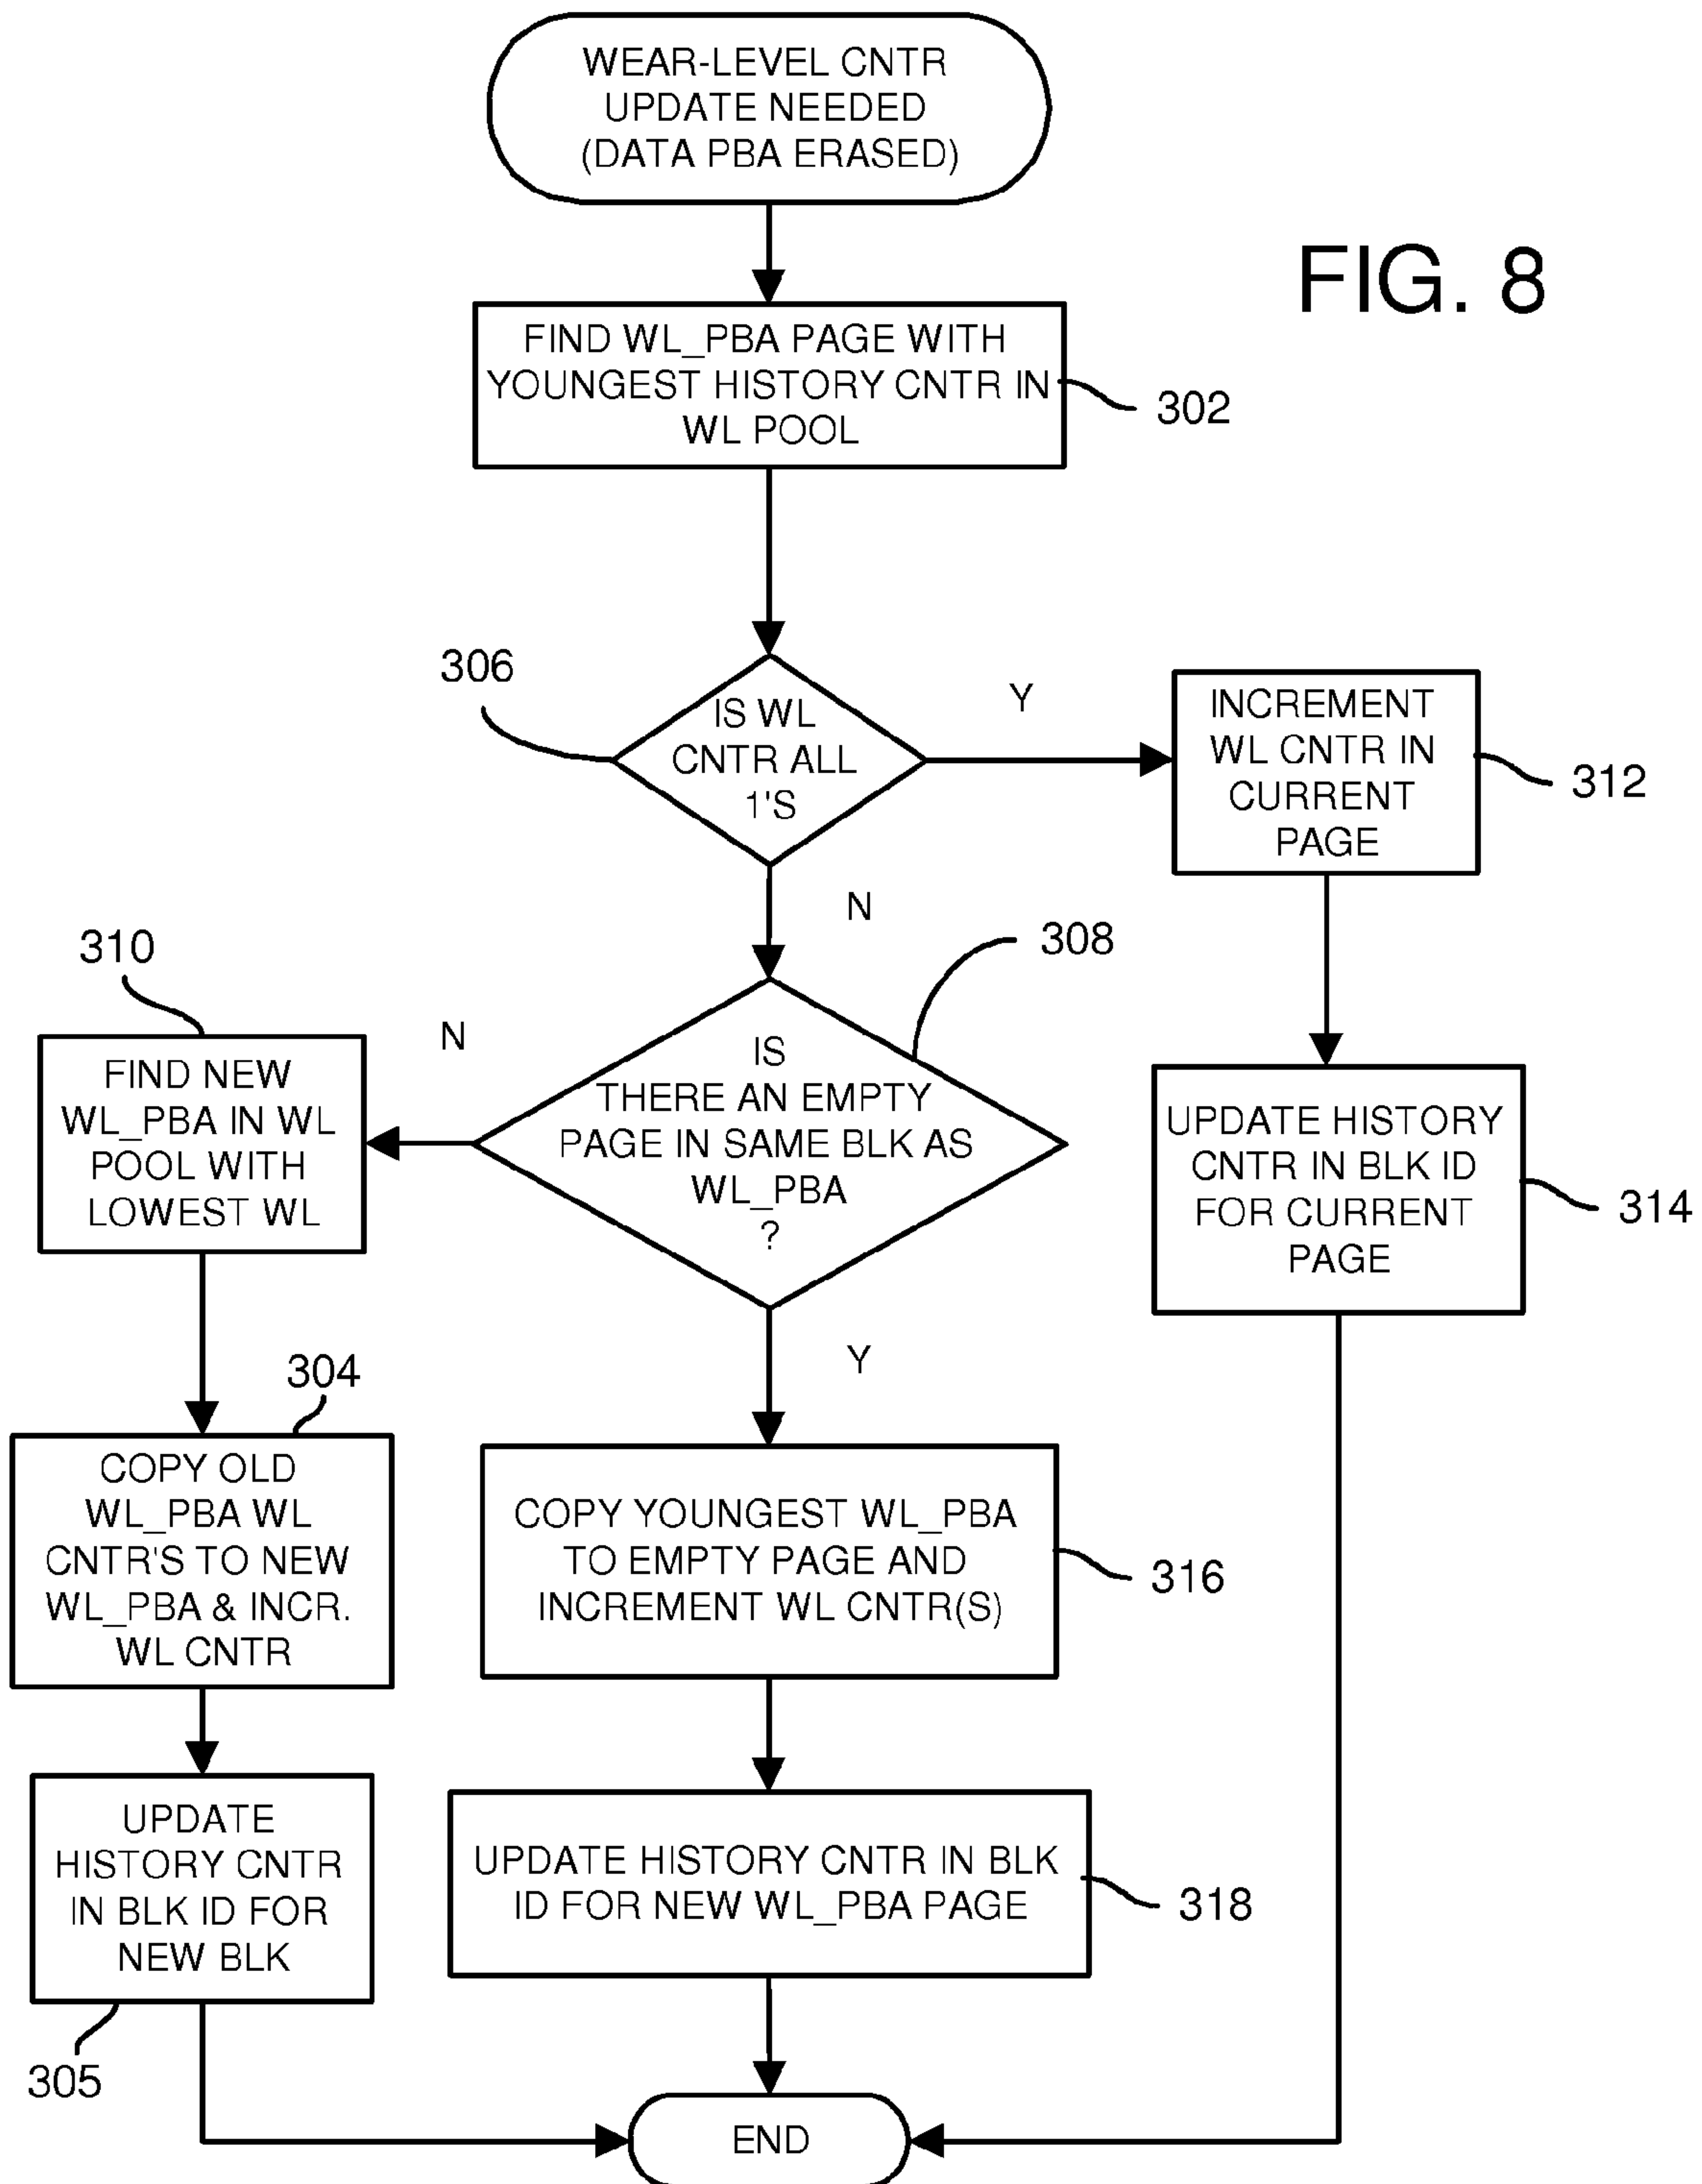 WEAR-LEVEL CNTR
UPDATE NEEDED
(DATA PBA ERASED)
FIG. 8
FIND WL_PBA PAGE WITH
YOUNGEST HISTORY CNTR IN
WL POOL
302
306
IS WL
CNTR ALL
1'S
Y
INCREMENT
WL CNTR IN
CURRENT
PAGE
312
N
308
310
N
FIND NEW
WL_PBA IN WL
POOL WITH
LOWEST WL
IS
THERE AN EMPTY
PAGE IN SAME BLK AS
WL_PBA
?
UPDATE HISTORY
CNTR IN BLK ID
FOR CURRENT
PAGE
314
Y
304
COPY OLD
WL_PBA WL
CNTR'S TO NEW
WL_PBA & INCR.
WL CNTR
COPY YOUNGEST WL_PBA
TO EMPTY PAGE AND
INCREMENT WL CNTR(S)
316
UPDATE
HISTORY CNTR
IN BLK ID FOR
NEW BLK
305
UPDATE HISTORY CNTR IN BLK
ID FOR NEW WL_PBA PAGE
318
END